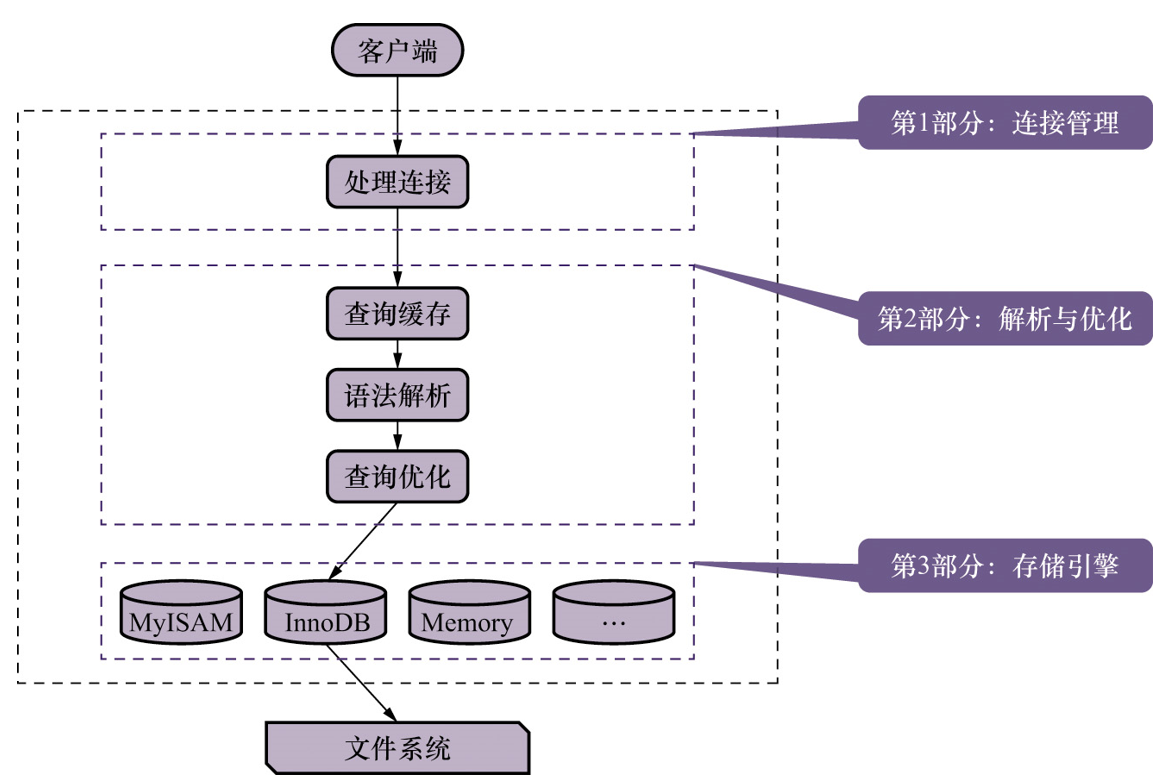 客户端
第1部分：连接管理
处理连接
查询缓存
第2部分：解析与优化
语法解析
查询优化
第3部分：存储引擎
MyISAM
InnoDB
Memory
…
文件系统